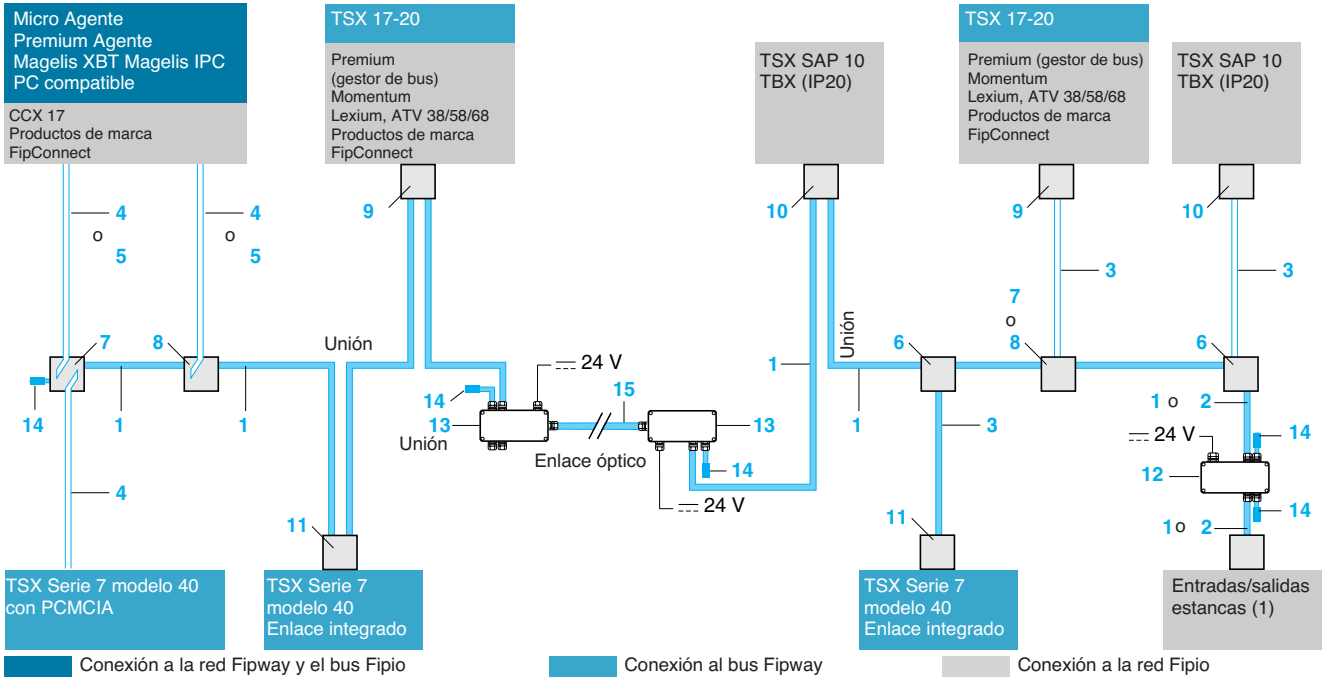 Micro Agente
Premium Agente
Magelis XBT Magelis IPC
PC compatible
CCX 17
Productos de marca
FipConnect
TSX 17-20
Premium
(gestor de bus)
Momentum
Lexium, ATV 38/58/68
Productos de marca
FipConnect
TSX SAP 10
TBX (IP20)
TSX 17-20
Premium (gestor de bus)
Momentum
Lexium, ATV 38/58/68
Productos de marca
FipConnect
TSX SAP 10
TBX (IP20)
4
o
5
4
o
5
9
10
9
10
3
3
7
o
8
7
8
Unión
Unión
6
6
14
1
1
14
13
Unión
24 V
15
Enlace óptico
13
14
24 V
1
1
3
1 o 2
24 V
14
12
14
1 o 2
4
11
11
TSX Serie 7 modelo 40
con PCMCIA
TSX Serie 7
modelo 40
Enlace integrado
TSX Serie 7
modelo 40
Enlace integrado
Entradas/salidas
estancas (1)
Conexión a la red Fipway y el bus Fipio
Conexión al bus Fipway
Conexión a la red Fipio